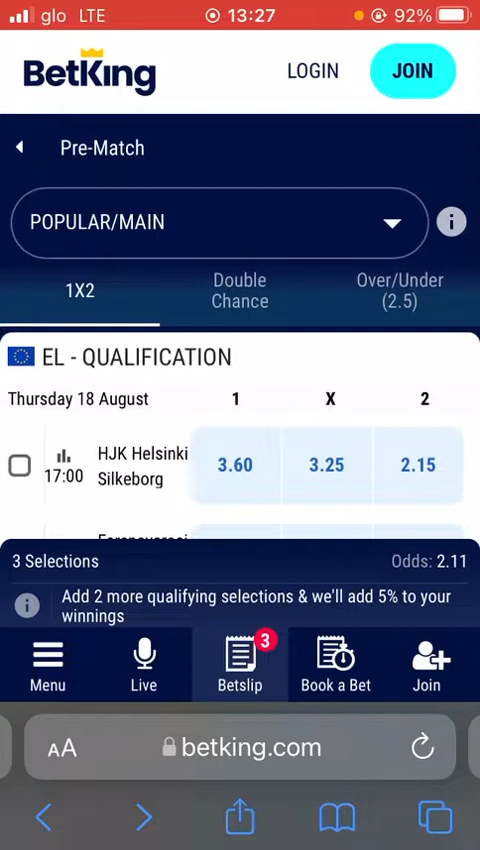 glo LTE 13:27 92%
BetKing LOGIN JOIN
Pre-Match
POPULAR/MAIN i
1X2 Double Chance Over/Under (2.5)
EL - QUALIFICATION
Thursday 18 August 1 X 2
17:00 HJK Helsinki 3.60 3.25 2.15
Silkeborg
3 Selections Odds: 2.11
i Add 2 more qualifying selections & we'll add 5% to your
winnings
3
Menu Live Betslip Book a Bet Join
AA betking.com